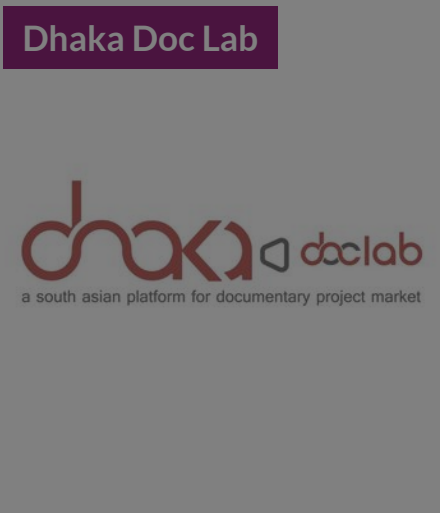 Dhaka Doc Lab
dhaka doclab
a south asian platform for documentary project market